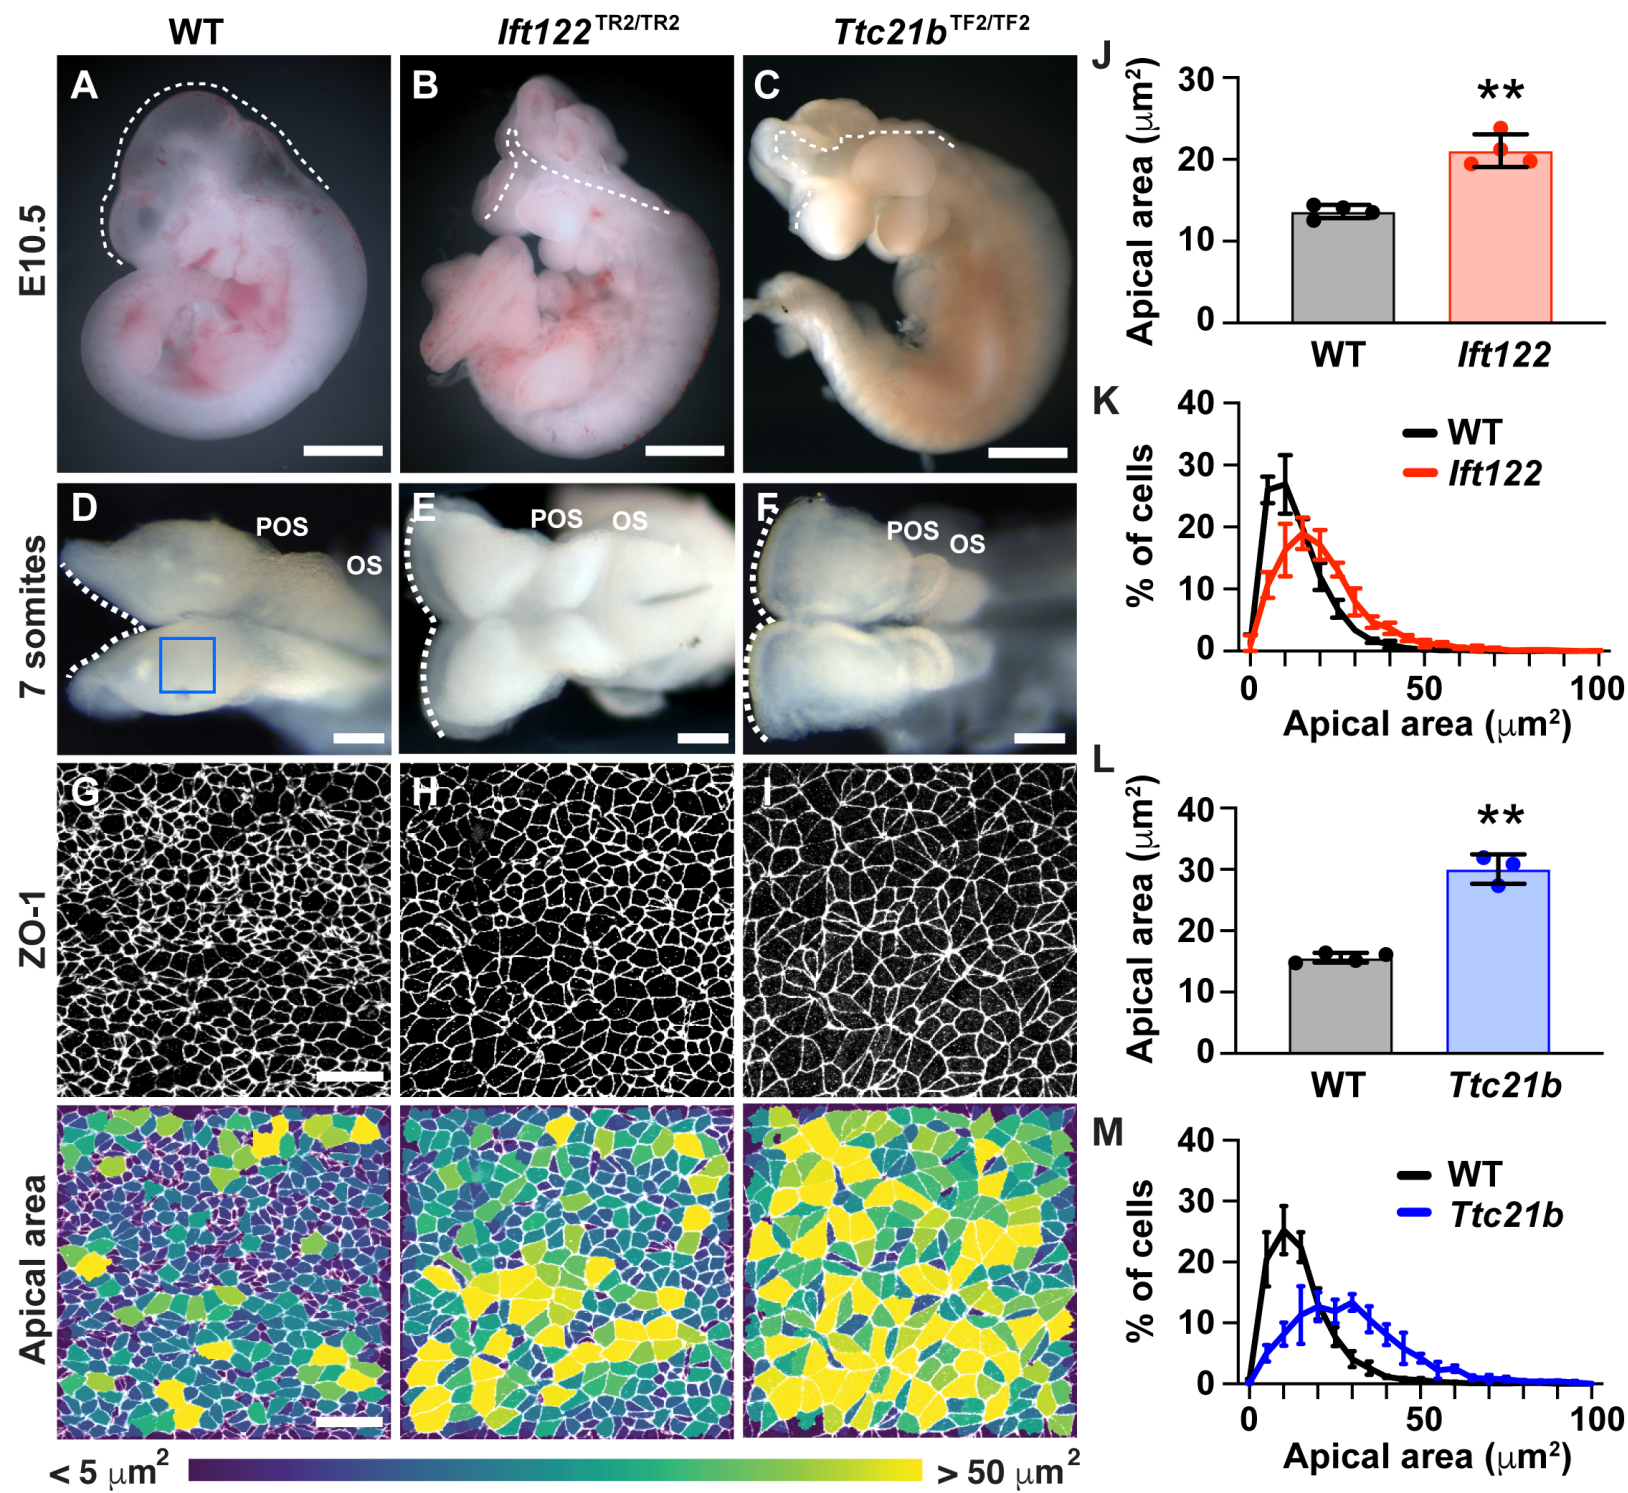 WT
Ift122TR2/TR2
Ttc21bTF2/TF2
E10.5
A
B
C
7 somites
D
POS
OS
E
POS
OS
F
POS
OS
ZO-1
G
H
I
Apical area
< 5 μm2
> 50 μm2
J
Apical area (μm2)
30
20
10
0
**
WT
Ift122
K
% of cells
40
30
20
10
0
WT
Ift122
0
50
100
Apical area (μm2)
L
Apical area (μm2)
40
30
20
10
0
**
WT
Ttc21b
M
% of cells
40
30
20
10
0
WT
Ttc21b
0
50
100
Apical area (μm2)